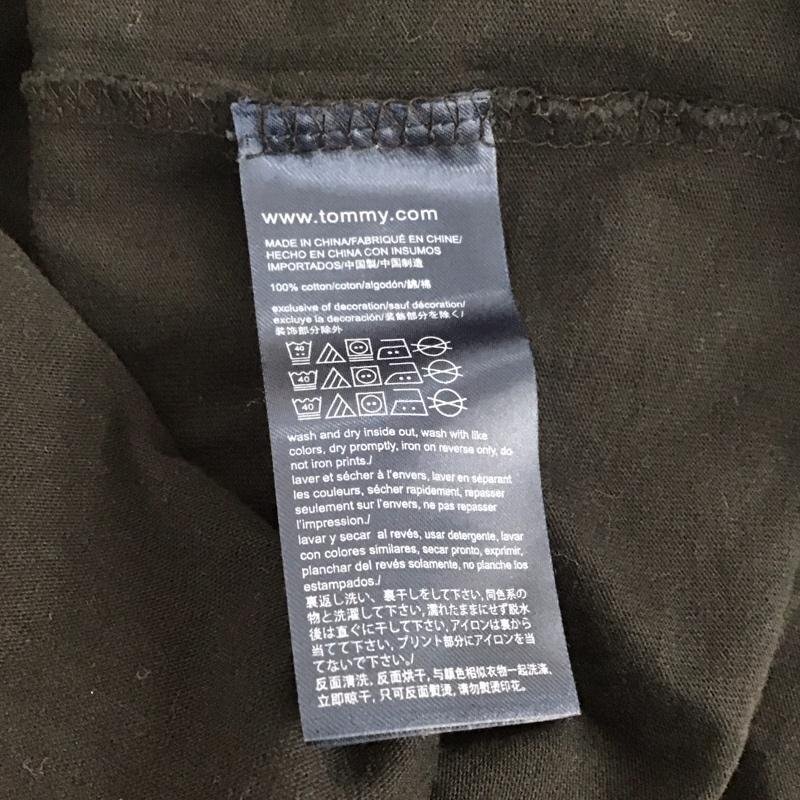 www.tommy.com
MADE IN CHINA/FABRIQUÉ EN CHINE/
HECHO EN CHINA CON INSUMOS
IMPORTADOS/中国製/中国制造
100% cotton/coton/algodón/綿/棉
exclusive of decoration/sauf décoration/
excluye la decoración/装飾部分を除く/
装饰部分除外
40
40
40
wash and dry inside out, wash with like
colors, dry promptly, iron on reverse only, do
not iron prints./
laver et sécher à l'envers, laver en séparant
les couleurs, sécher rapidement, repasser
seulement sur l'envers, ne pas repasser
l'impression./
lavar y secar al revés, usar detergente, lavar
con colores similares, secar pronto, exprimir,
planchar del revés solamente, no planche los
estampados./
裏返し洗い、裏干しをして下さい,同色系の
物と洗濯して下さい,濡れたままにせず脱水
後は直ぐに干して下さい,アイロンは裏から
当てて下さい,プリント部分にアイロンを当
てないで下さい./
反面清洗, 反面烘干, 与颜色相似衣物一起洗涤,
立即晾干, 只可反面熨烫, 请勿熨烫印花.